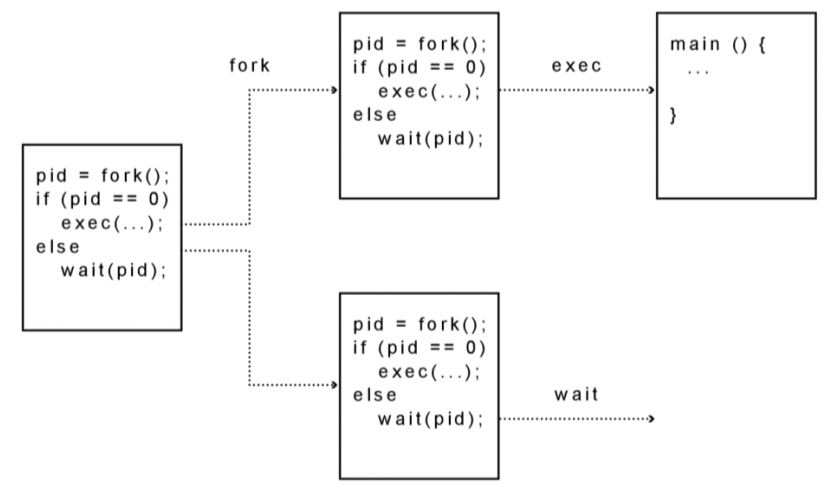 fork
pid = fork();
if (pid == 0)
exec(...);
else
wait(pid);
exec
main () {
...
}
pid = fork();
if (pid == 0)
exec(...);
else
wait(pid);
pid = fork();
if (pid == 0)
exec(...);
else
wait(pid);
wait